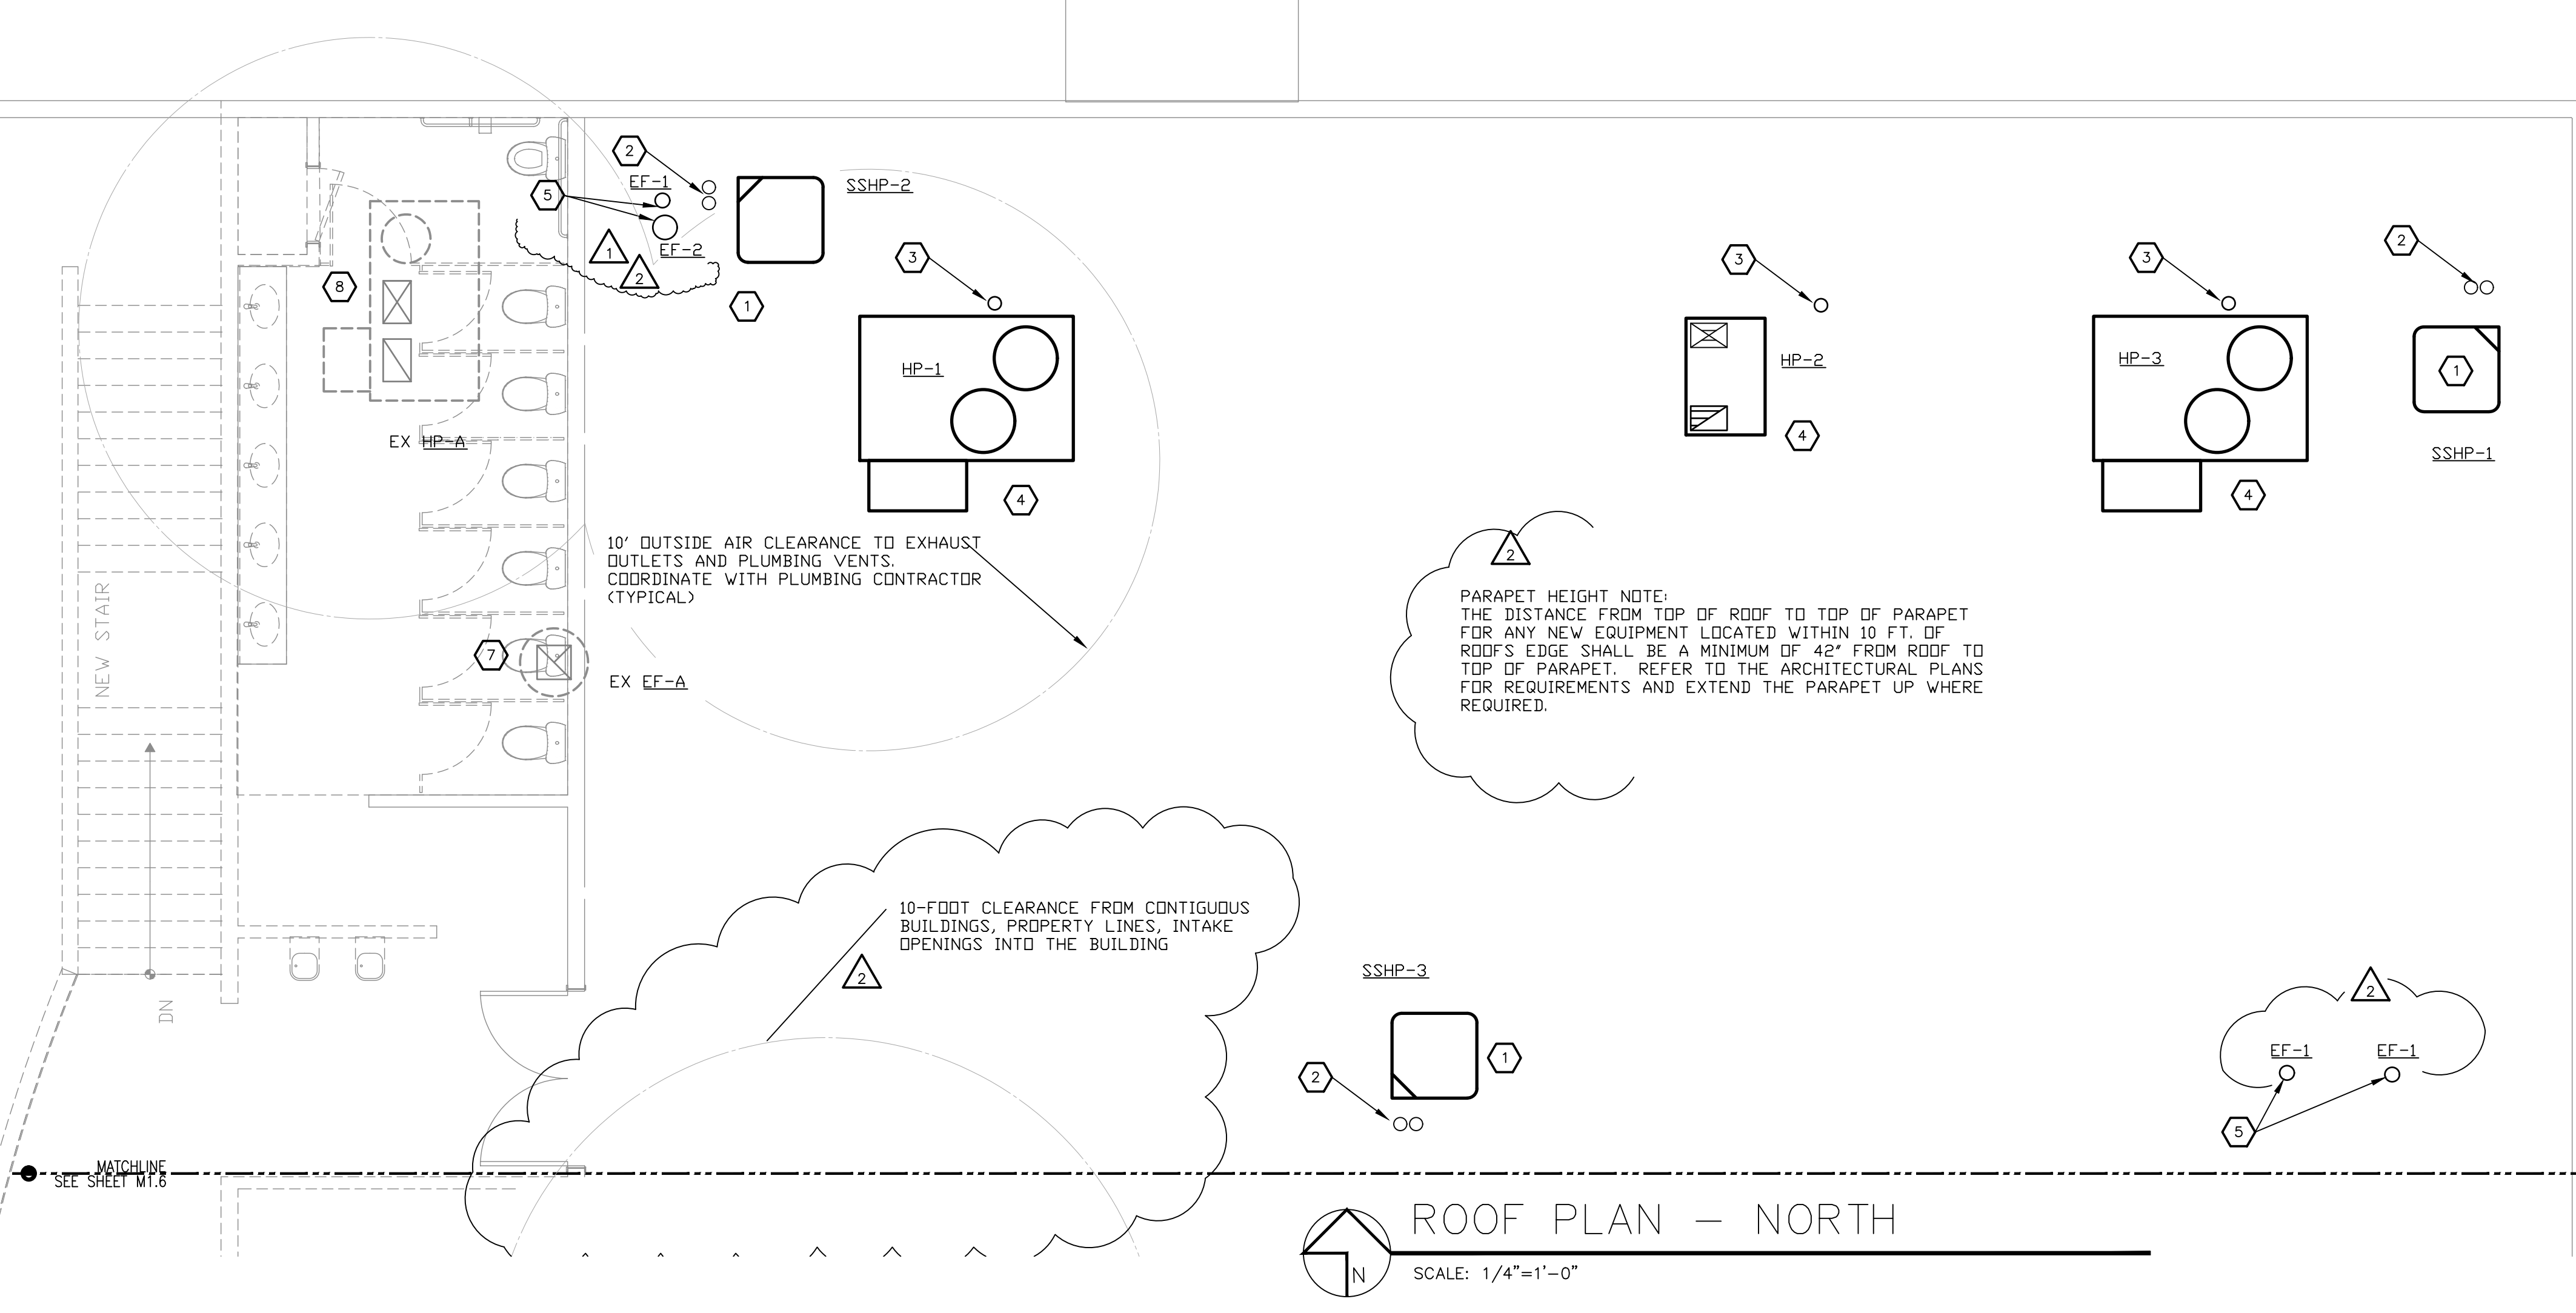 2
EF-1
5
EF-2
1
2
SSHP-2
1
3
HP-1
4
8
EX HP-A
3
HP-2
4
3
HP-3
4
2
1
SSHP-1
10' OUTSIDE AIR CLEARANCE TO EXHAUST
OUTLETS AND PLUMBING VENTS.
COORDINATE WITH PLUMBING CONTRACTOR
(TYPICAL)
7
EX EF-A
NEW STAIR
DN
2
PARAPET HEIGHT NOTE:
THE DISTANCE FROM TOP OF ROOF TO TOP OF PARAPET
FOR ANY NEW EQUIPMENT LOCATED WITHIN 10 FT. OF
ROOFS EDGE SHALL BE A MINIMUM OF 42" FROM ROOF TO
TOP OF PARAPET. REFER TO THE ARCHITECTURAL PLANS
FOR REQUIREMENTS AND EXTEND THE PARAPET UP WHERE
REQUIRED.
10-FOOT CLEARANCE FROM CONTIGUOUS
BUILDINGS, PROPERTY LINES, INTAKE
OPENINGS INTO THE BUILDING
2
SSHP-3
1
2
2
EF-1
EF-1
5
MATCHLINE
SEE SHEET M1.6
ROOF PLAN - NORTH
N
SCALE: 1/4"=1'-0"